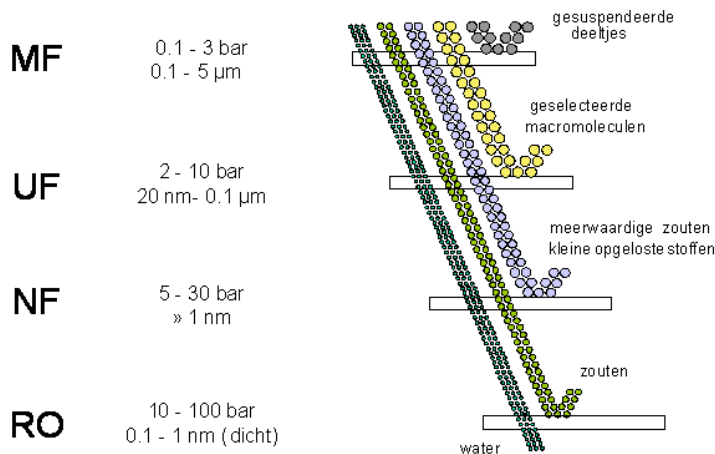 gesuspendeerde
deeltjes
MF
0.1 - 3 bar
0.1 - 5 µm
geselecteerde
macromoleculen
UF
2 - 10 bar
20 nm- 0.1 µm
meerwaardige zouten
kleine opgeloste stoffen
NF
5 - 30 bar
» 1 nm
zouten
RO
10 - 100 bar
0.1 - 1 nm (dicht)
water